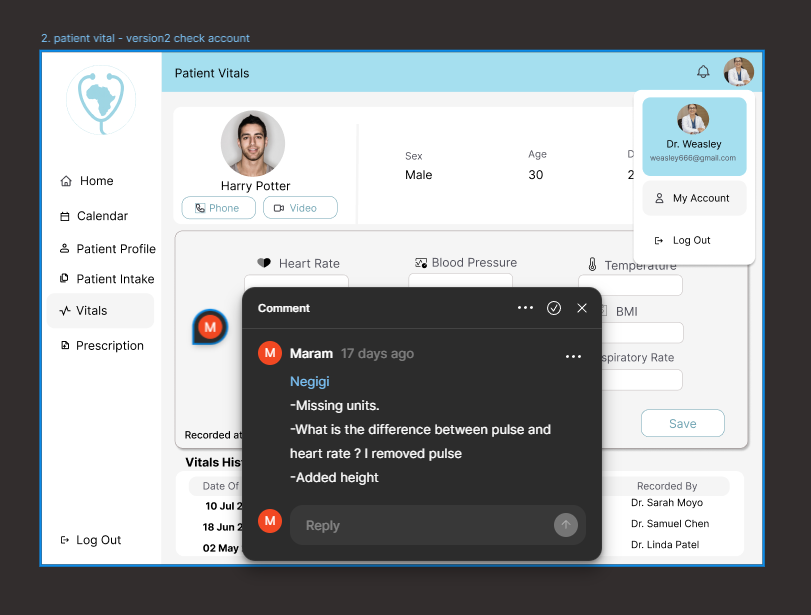 2. patient vital - version2 check account
Patient Vitals
Dr. Weasley
weasley666@gmail.com
My Account
Log Out
Home
Calendar
Patient Profile
Patient Intake
Vitals
Prescription
Log Out
Harry Potter
Phone
Video
Sex
Male
Age
30
D
2
Heart Rate
Blood Pressure
Temperature
BMI
spiratory Rate
Save
M
Recorded at
Comment
M
Maram 17 days ago
Negigi
-Missing units.
-What is the difference between pulse and
heart rate ? I removed pulse
-Added height
M
Reply
Vitals His
Date Of
Recorded By
10 Jul 2
Dr. Sarah Moyo
18 Jun 2
Dr. Samuel Chen
02 May
Dr. Linda Patel